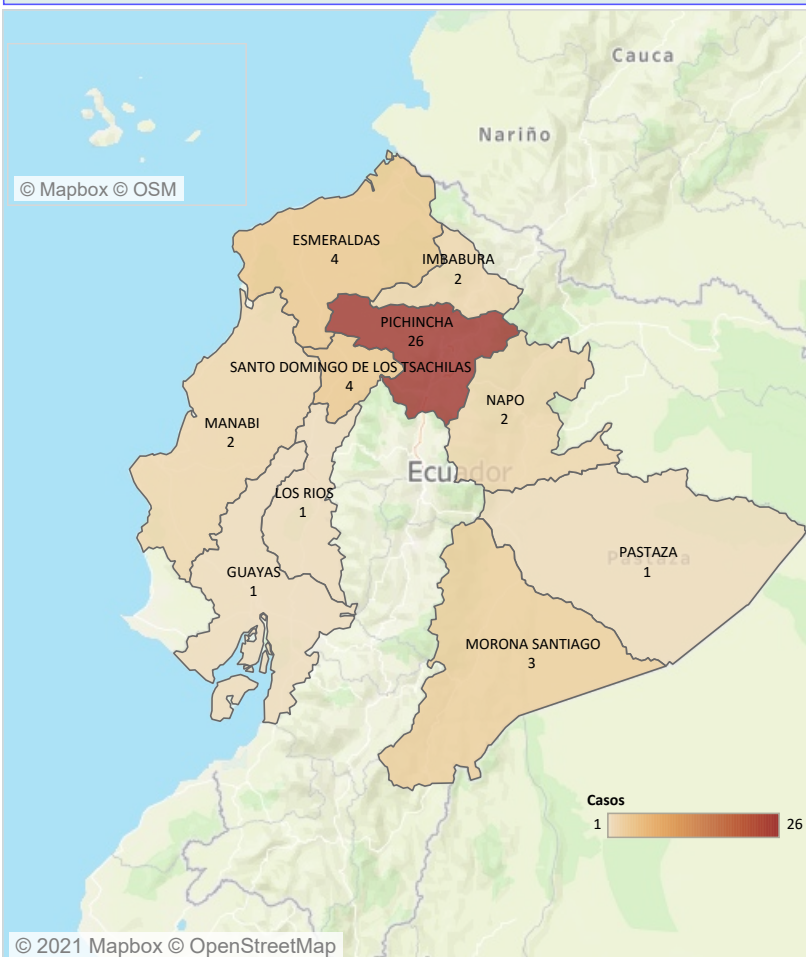 Cauca
Nariño
© Mapbox © OSM
ESMERALDAS
4
IMBABURA
2
PICHINCHA
26
SANTO DOMINGO DE LOS TSACHILAS
4
NAPO
2
MANABI
2
Ecuador
LOS RIOS
1
PASTAZA
Pastaza
1
GUAYAS
1
MORONA SANTIAGO
3
Casos
1 26
© 2021 Mapbox © OpenStreetMap